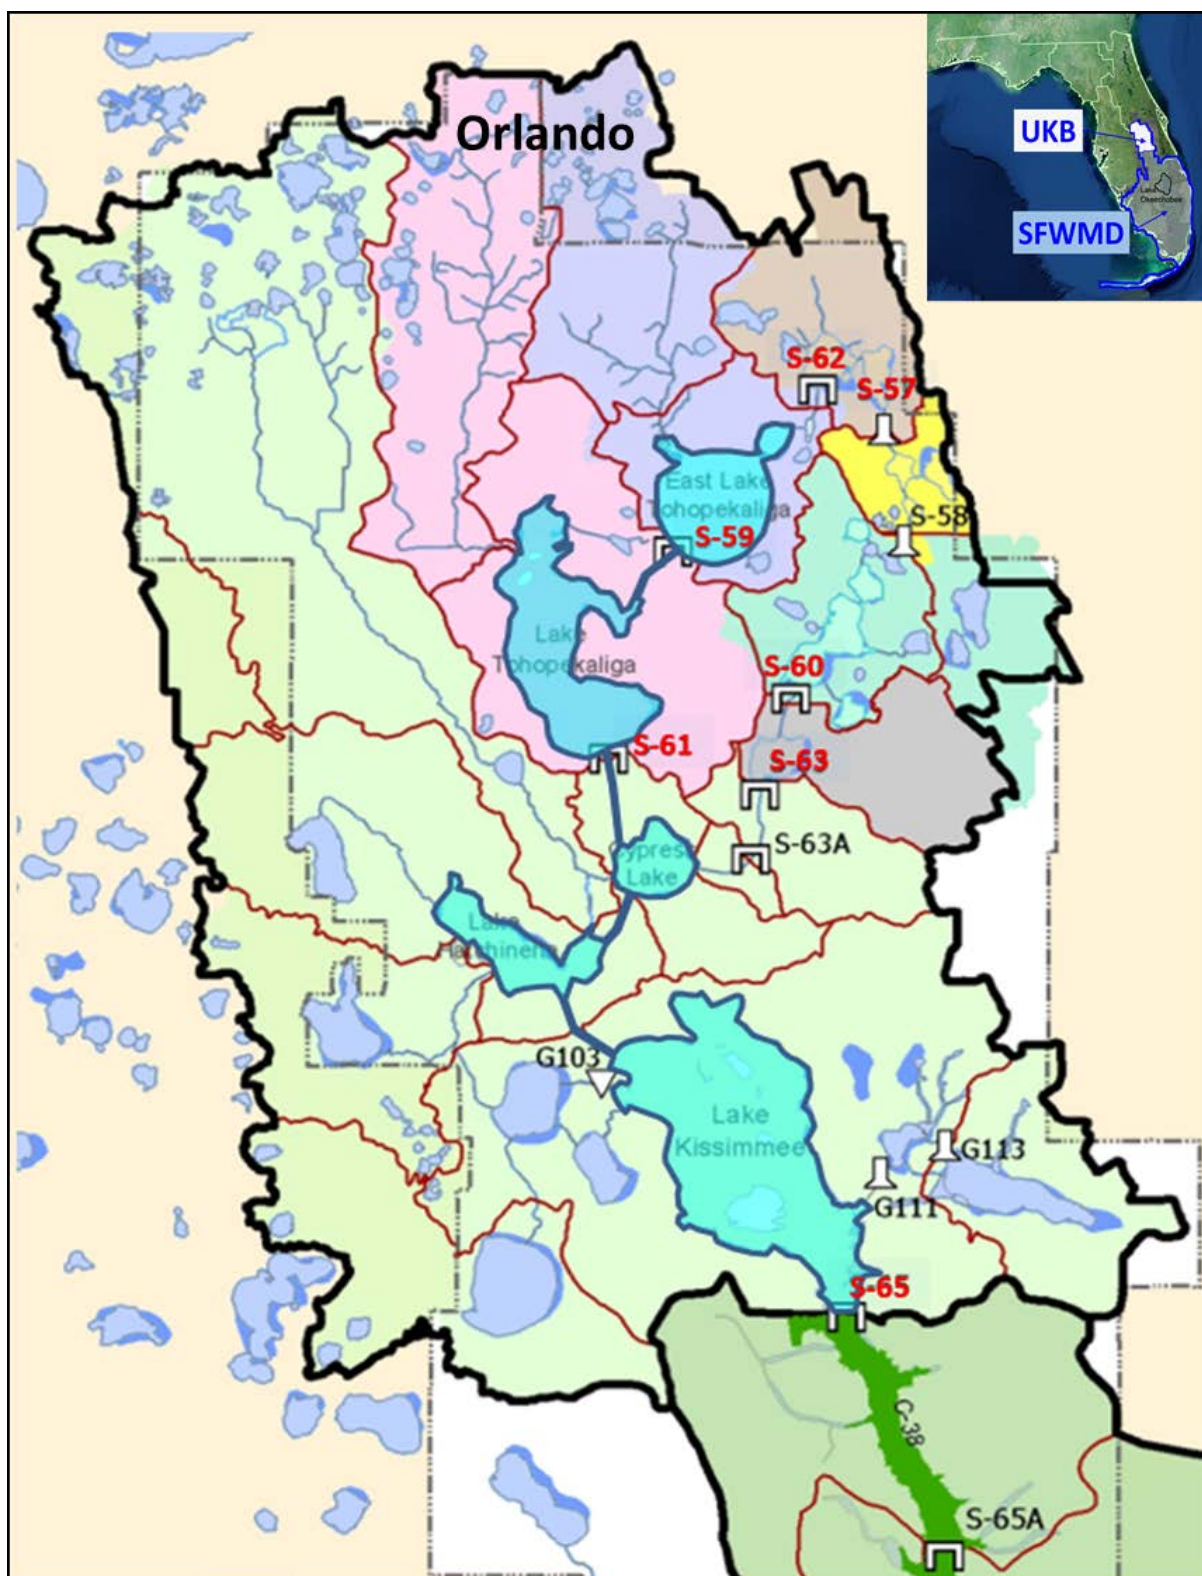 Orlando
UKB
Lake
Okeechobee
SFWMD
S-62
S-57
East Lake
Tohopekaliga
S-58
S-59
Lake
Tohopekaliga
S-60
S-61
S-63
S-63A
Cypress
Lake
Lake
Hatchineha
G103
Lake
Kissimmee
G113
G111
S-65
C-38
S-65A